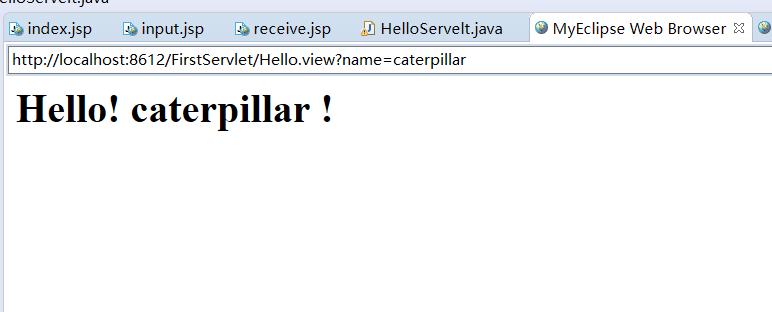 elloServelt.java
index.jsp input.jsp receive.jsp HelloServelt.java MyEclipse Web Browser
http://localhost:8612/FirstServlet/Hello.view?name=caterpillar
Hello! caterpillar !